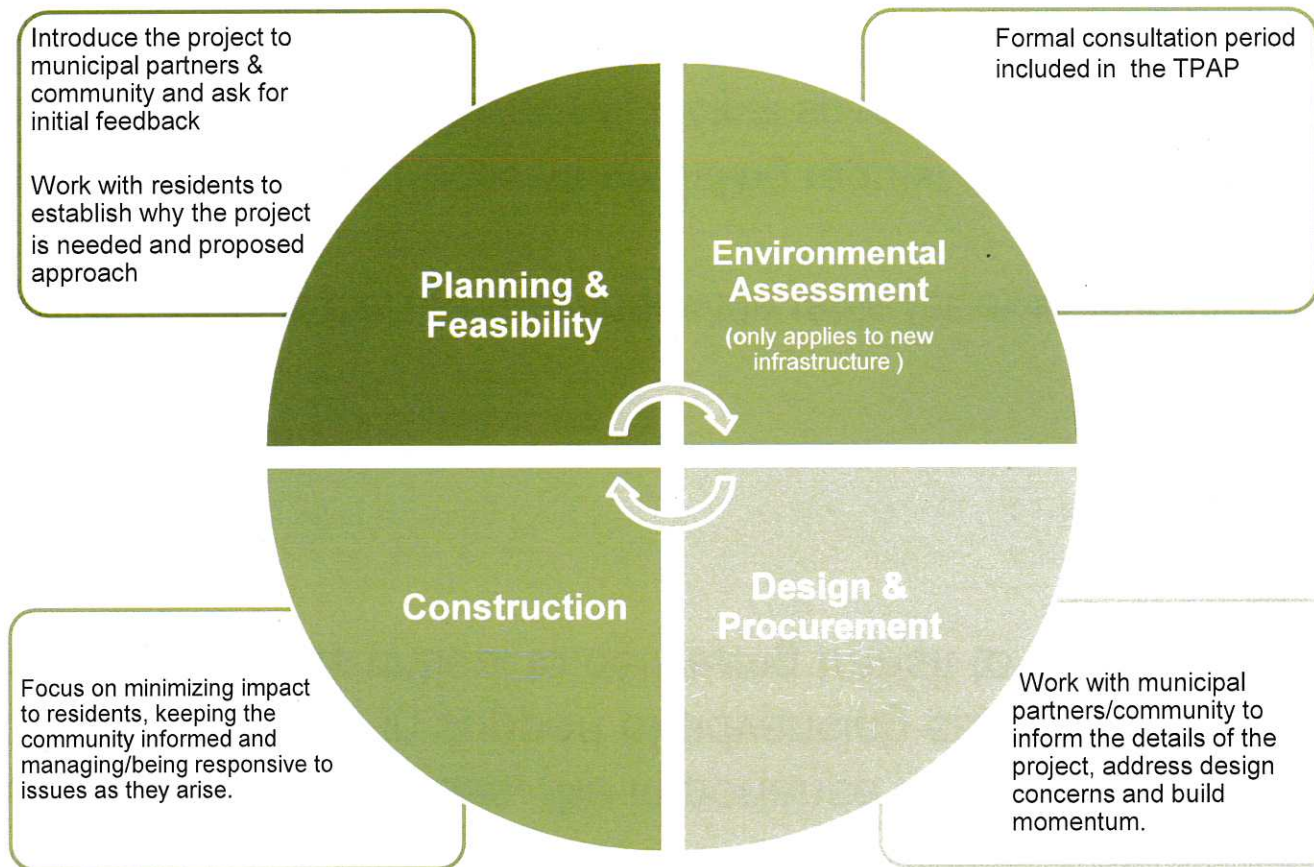 Introduce the project to
municipal partners &
community and ask for
initial feedback
Work with residents to
establish why the project
is needed and proposed
approach
Formal consultation period
included in the TPAP
Planning &
Feasibility
Environmental
Assessment
(only applies to new
infrastructure )
Construction
Design &
Procurement
Focus on minimizing impact
to residents, keeping the
community informed and
managing/being responsive to
issues as they arise.
Work with municipal
partners/community to
inform the details of the
project, address design
concerns and build
momentum.